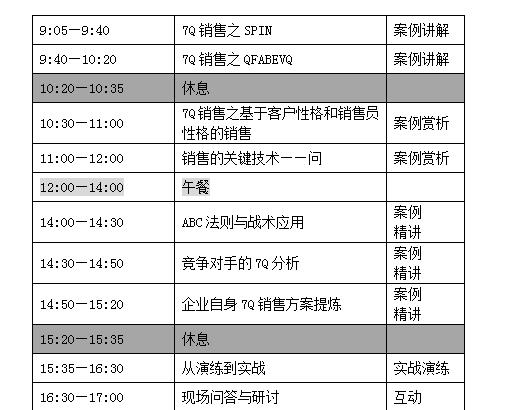 9:05—9:40 7Q 销售之 SPIN 案例讲解
9:40—10:20 7Q 销售之 QFABEVQ 案例讲解
10:20—10:35 休息
10:30—11:00 7Q 销售之基于客户性格和销售员
性格的销售 案例赏析
11:00—12:00 销售的关键技术——问 案例赏析
12:00—14:00 午餐
14:00—14:30 ABC 法则与战术应用 案例
精讲
14:30—14:50 竞争对手的 7Q 分析 案例
精讲
14:50—15:20 企业自身 7Q 销售方案提炼 案例
精讲
15:20—15:35 休息
15:35—16:30 从演练到实战 实战演练
16:30—17:00 现场问答与研讨 互动